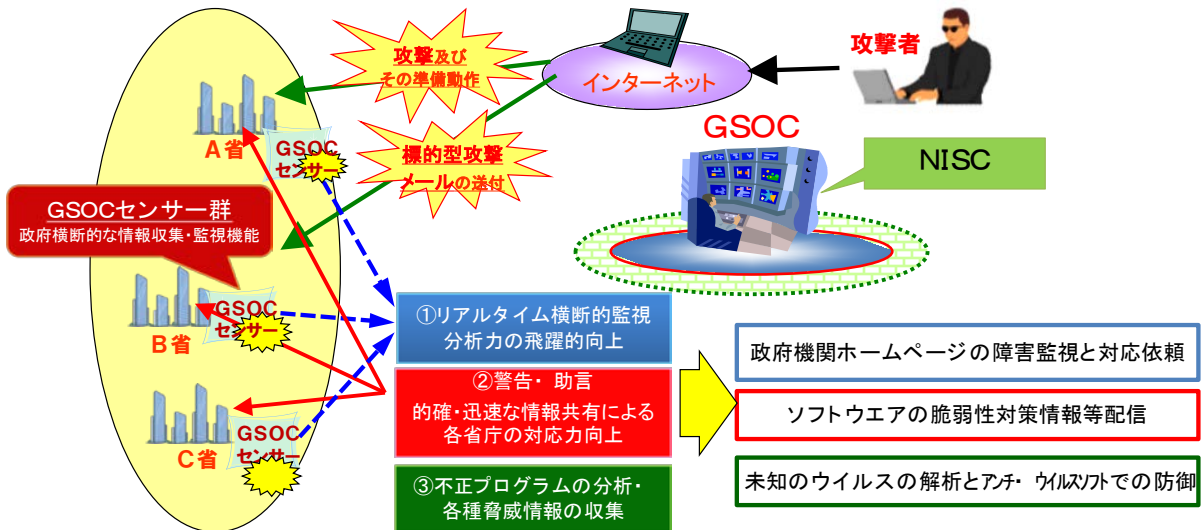 攻撃及び
その準備動作
インターネット
攻撃者
A省
GSOC
センサー
標的型攻撃
メールの送付
GSOC
NISC
GSOCセンサー群
政府横断的な情報収集・監視機能
GSOC
センサー
B省
GSOC
センサー
C省
①リアルタイム横断的監視
分析力の飛躍的向上
②警告・助言
的確・迅速な情報共有による
各省庁の対応力向上
③不正プログラムの分析・
各種脅威情報の収集
政府機関ホームページの障害監視と対応依頼
ソフトウエアの脆弱性対策情報等配信
未知のウイルスの解析とアンチ・ウイルスソフトでの防御